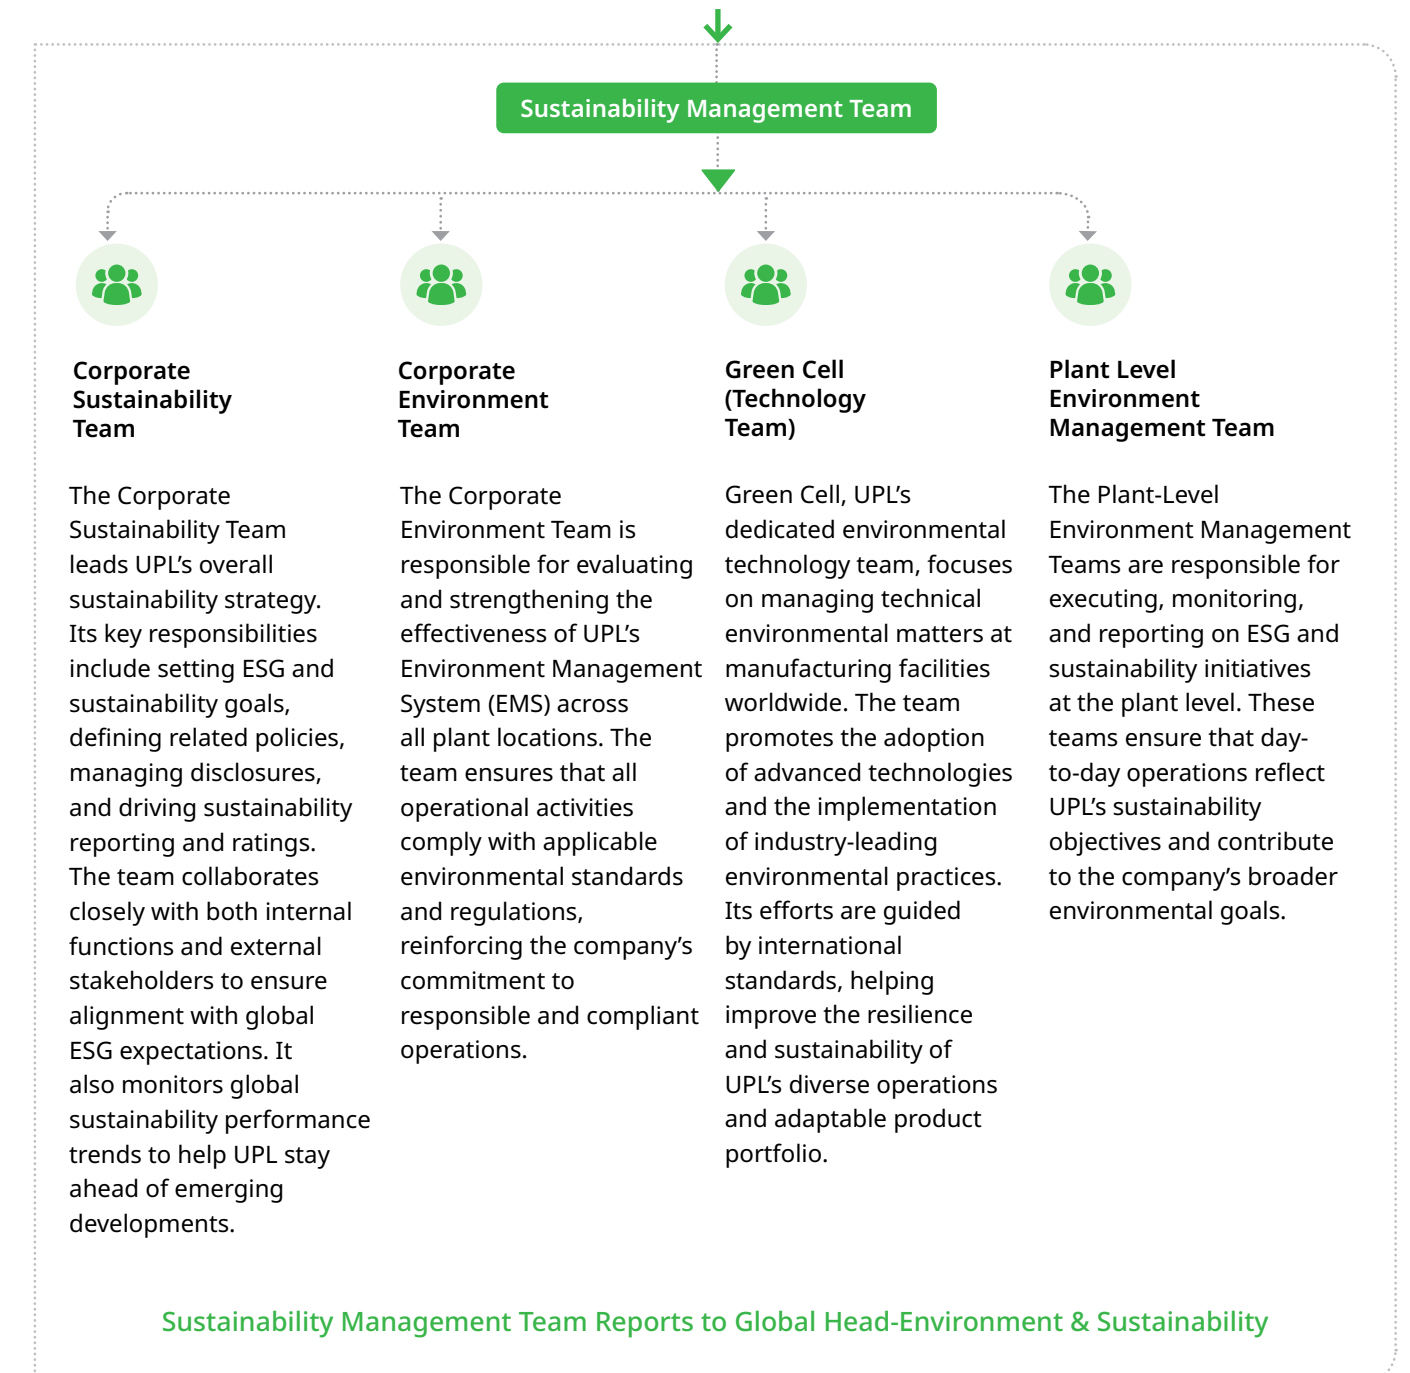 Sustainability Management Team
Corporate
Sustainability
Team
The Corporate
Sustainability Team
leads UPL’s overall
sustainability strategy.
Its key responsibilities
include setting ESG and
sustainability goals,
defining related policies,
managing disclosures,
and driving sustainability
reporting and ratings.
The team collaborates
closely with both internal
functions and external
stakeholders to ensure
alignment with global
ESG expectations. It
also monitors global
sustainability performance
trends to help UPL stay
ahead of emerging
developments.
Corporate
Environment
Team
The Corporate
Environment Team is
responsible for evaluating
and strengthening the
effectiveness of UPL’s
Environment Management
System (EMS) across
all plant locations. The
team ensures that all
operational activities
comply with applicable
environmental standards
and regulations,
reinforcing the company’s
commitment to
responsible and compliant
operations.
Green Cell
(Technology
Team)
Green Cell, UPL’s
dedicated environmental
technology team, focuses
on managing technical
environmental matters at
manufacturing facilities
worldwide. The team
promotes the adoption
of advanced technologies
and the implementation
of industry-leading
environmental practices.
Its efforts are guided
by international
standards, helping
improve the resilience
and sustainability of
UPL’s diverse operations
and adaptable product
portfolio.
Plant Level
Environment
Management Team
The Plant-Level
Environment Management
Teams are responsible for
executing, monitoring,
and reporting on ESG and
sustainability initiatives
at the plant level. These
teams ensure that day-
to-day operations reflect
UPL’s sustainability
objectives and contribute
to the company’s broader
environmental goals.
Sustainability Management Team Reports to Global Head-Environment & Sustainability